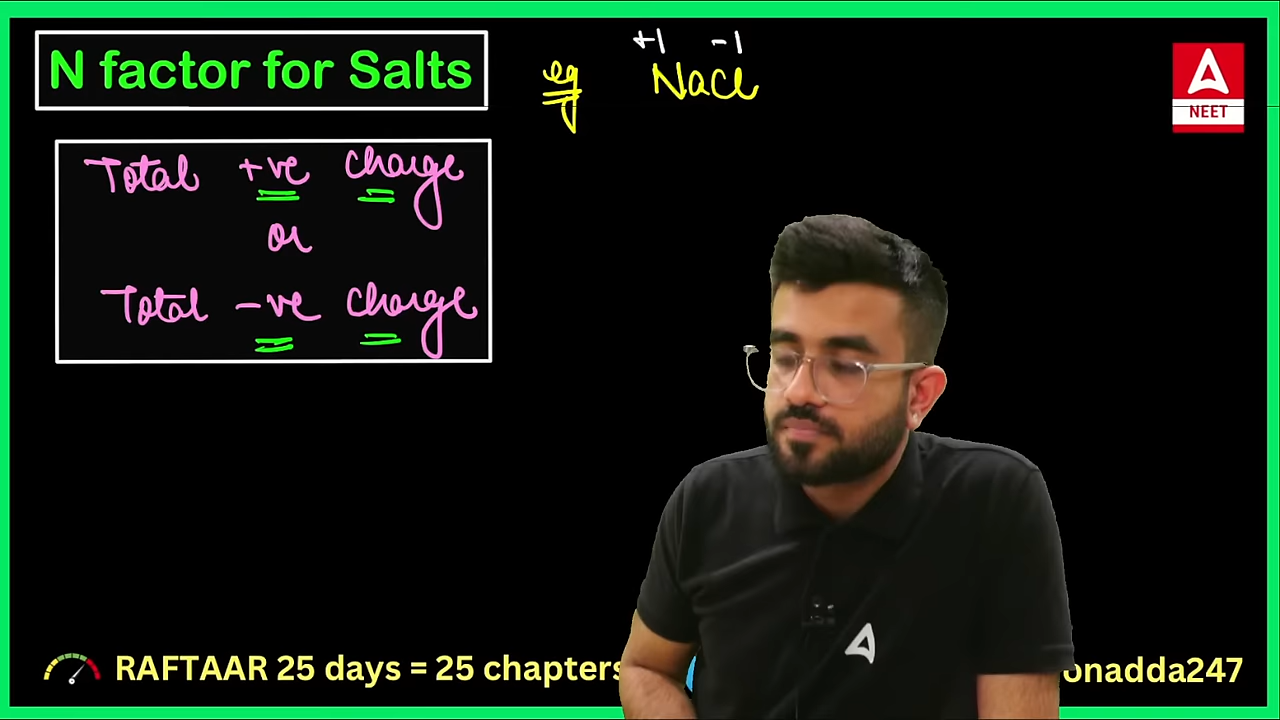 N factor for Salts
eg
+1 -1
NaCl
NEET
Total +ve charge
or
Total -ve charge
RAFTAAR 25 days = 25 chapters
onadda247